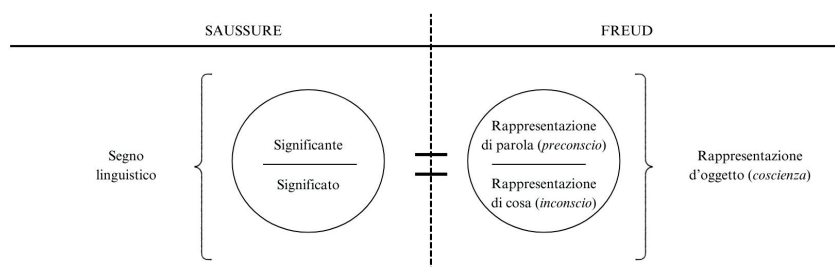 SAUSSURE
FREUD
Segno
linguistico
Significante
Significato
Rappresentazione
di parola (preconscio)
Rappresentazione
di cosa (inconscio)
Rappresentazione
d'oggetto (coscienza)